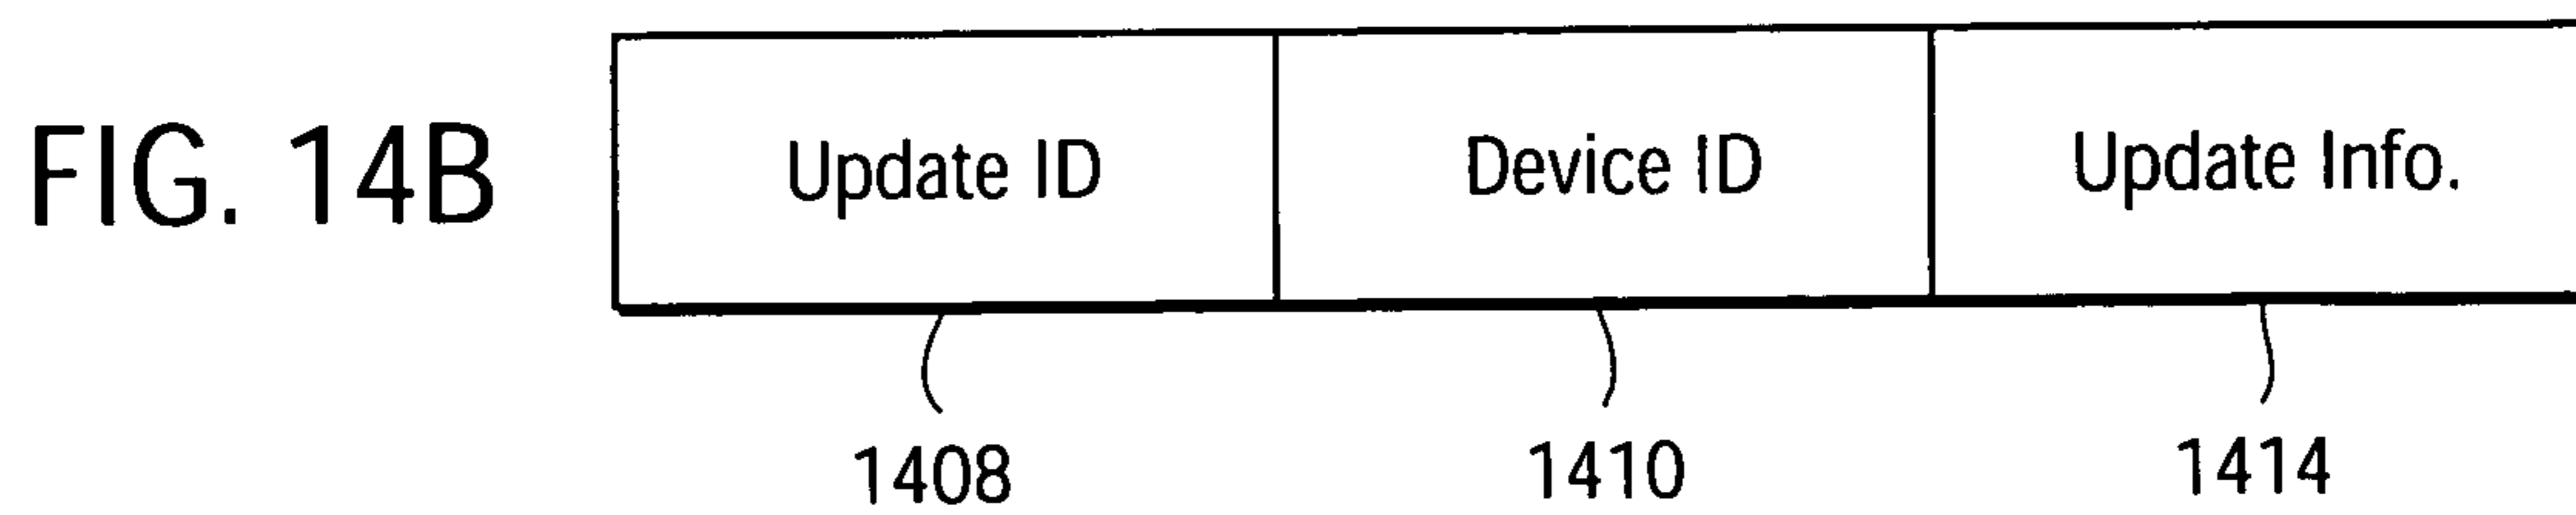 FIG. 14B
Update ID
Device ID
Update Info.
1408
1410
1414